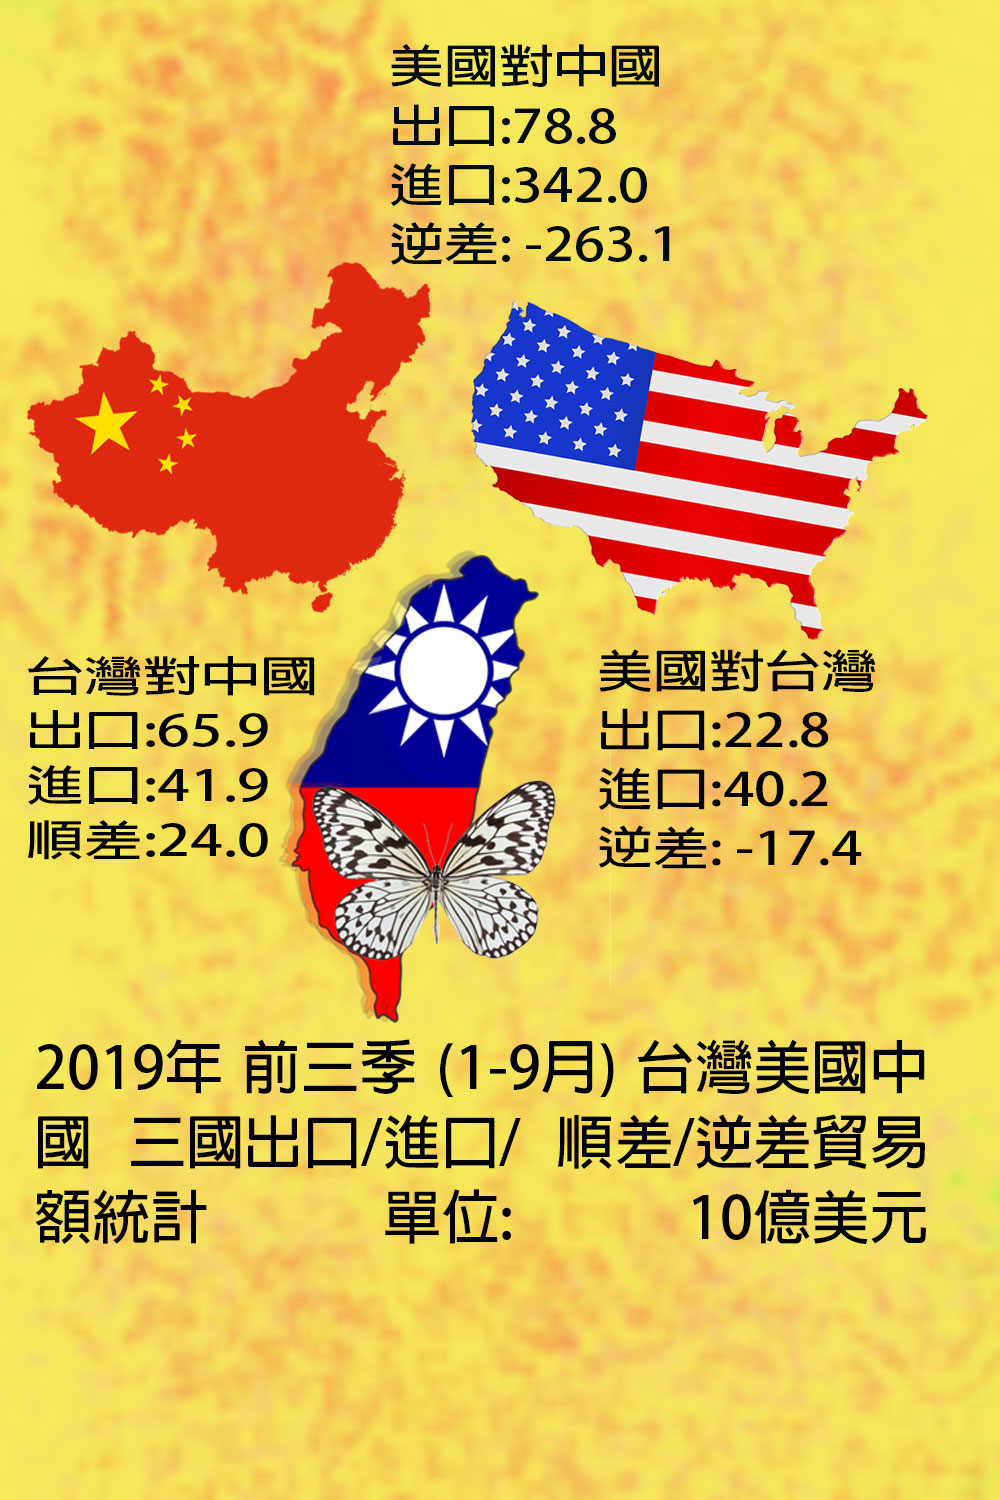 美國對中國
出口:78.8
進口:342.0
逆差: -263.1
台灣對中國
出口:65.9
進口:41.9
順差:24.0
美國對台灣
出口:22.8
進口:40.2
逆差: -17.4
2019年 前三季 (1-9月) 台灣美國中
國 三國出口/進口/ 順差/逆差貿易
額統計 單位: 10億美元